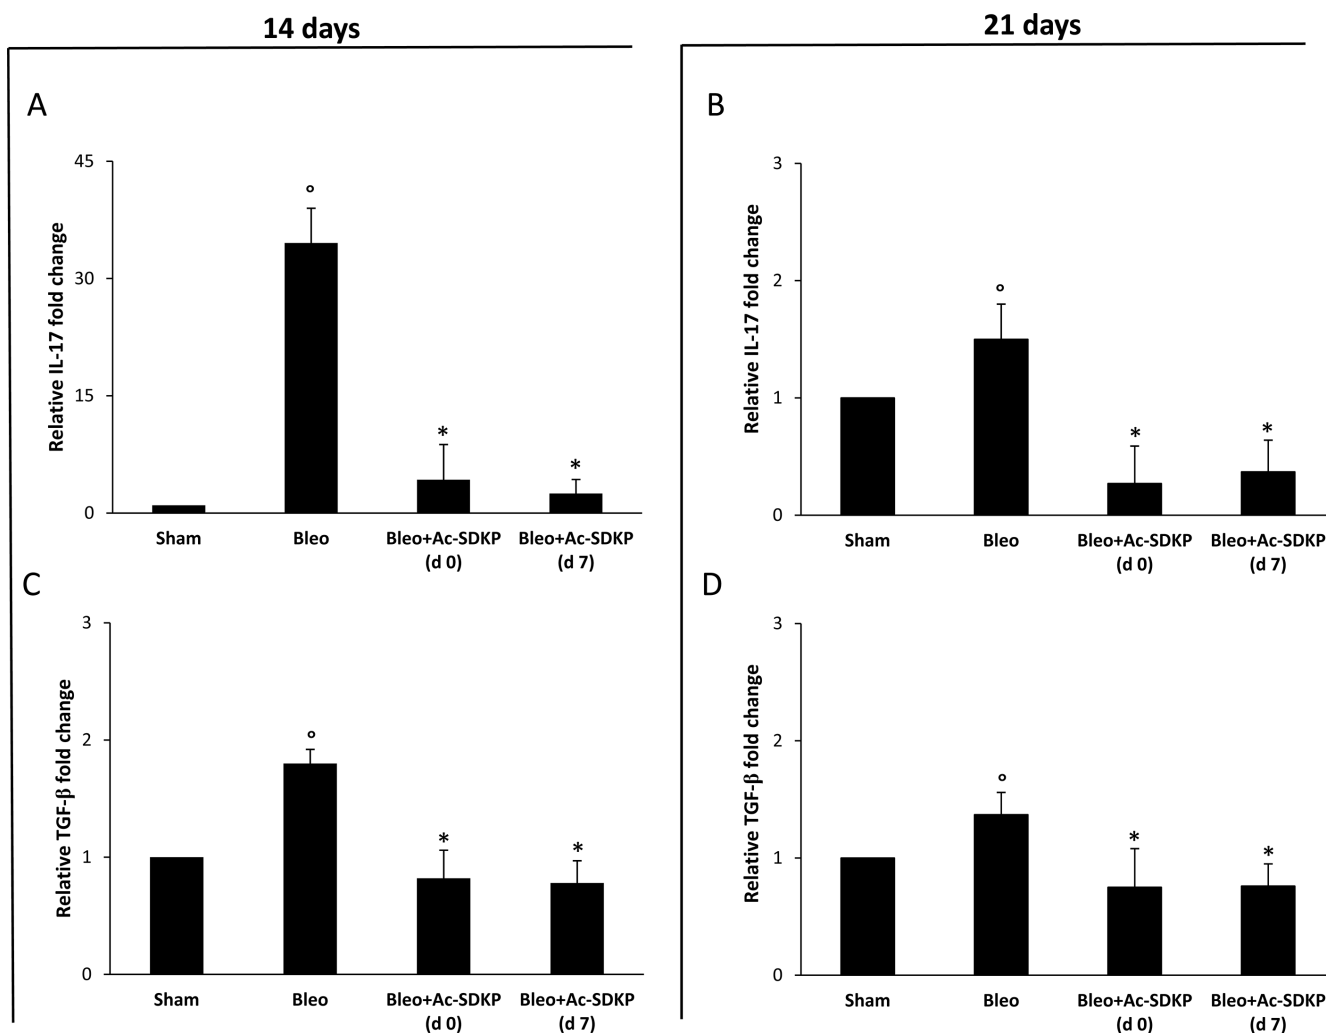 14 days
21 days
A
Relative IL-17 fold change
45
30
15
0
°
*
*
Sham
Bleo
Bleo+Ac-SDKP
(d 0)
Bleo+Ac-SDKP
(d 7)
B
Relative IL-17 fold change
3
2
1
0
°
*
*
Sham
Bleo
Bleo+Ac-SDKP
(d 0)
Bleo+Ac-SDKP
(d 7)
C
Relative TGF-β fold change
3
2
1
0
°
*
*
Sham
Bleo
Bleo+Ac-SDKP
(d 0)
Bleo+Ac-SDKP
(d 7)
D
Relative TGF-β fold change
3
2
1
0
°
*
*
Sham
Bleo
Bleo+Ac-SDKP
(d 0)
Bleo+Ac-SDKP
(d 7)